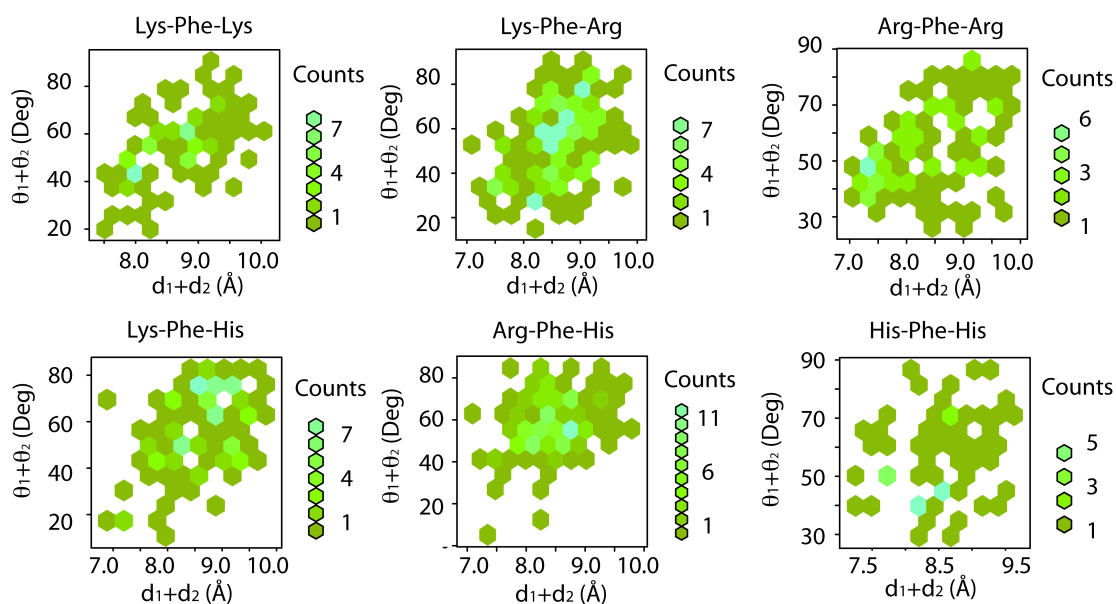 Lys-Phe-Lys
Lys-Phe-Arg
Arg-Phe-Arg
θ1+θ2 (Deg)
80
60
40
20
8.0
9.0
10.0
d1+d2 (Å)
Counts
7
4
1
θ1+θ2 (Deg)
80
60
40
20
7.0
8.0
9.0
10.0
d1+d2 (Å)
Counts
7
4
1
θ1+θ2 (Deg)
90
70
50
30
7.0
8.0
9.0
10.0
d1+d2 (Å)
Counts
6
3
1
Lys-Phe-His
Arg-Phe-His
His-Phe-His
θ1+θ2 (Deg)
80
60
40
20
7.0
8.0
9.0
10.0
d1+d2 (Å)
Counts
7
4
1
θ1+θ2 (Deg)
80
60
40
20
-
7.0
8.0
9.0
10.0
d1+d2 (Å)
Counts
11
6
1
θ1+θ2 (Deg)
90
70
50
30
7.5
8.5
9.5
d1+d2 (Å)
Counts
5
3
1